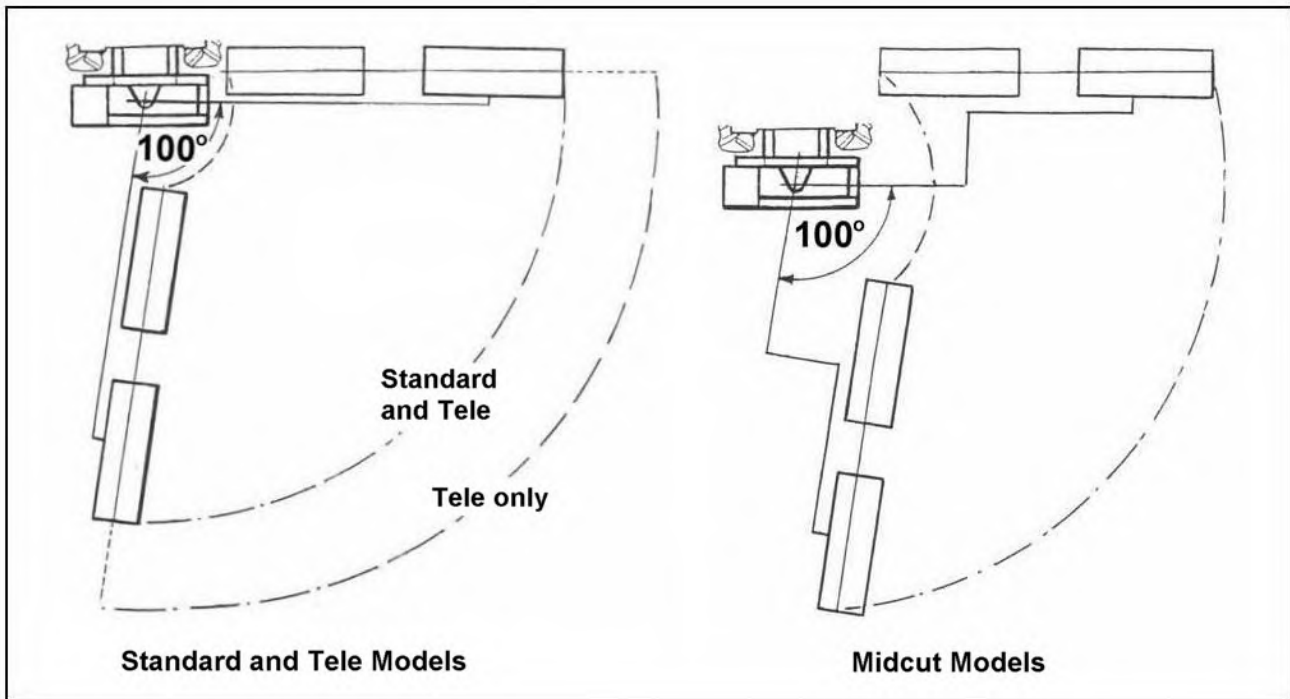 100°
Standard
and Tele
Tele only
Standard and Tele Models
100°
Midcut Models